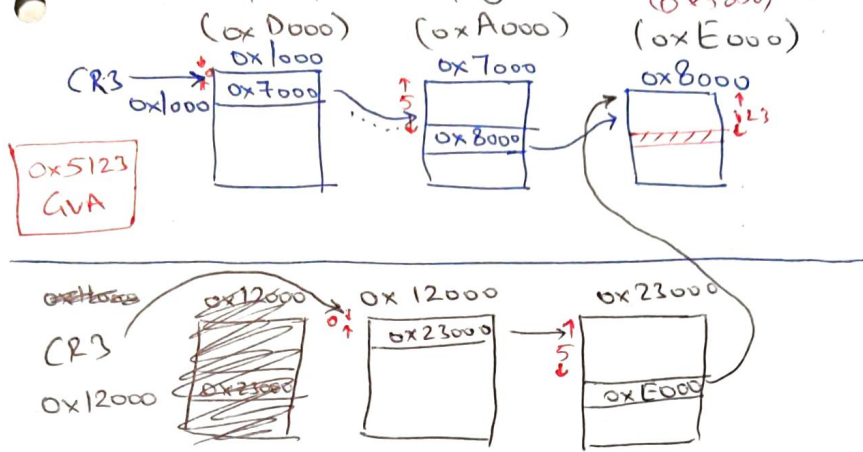 (0xD000) (0xA000) (0xE000)
0x1000 0x7000 0x8000
CR3 0x7000
0x1000 5 0x8000 123
0x5123
GVA
0x12000 0x12000 0x23000
0 0x23000
CR3 5
0x12000 0x23000 0xE000